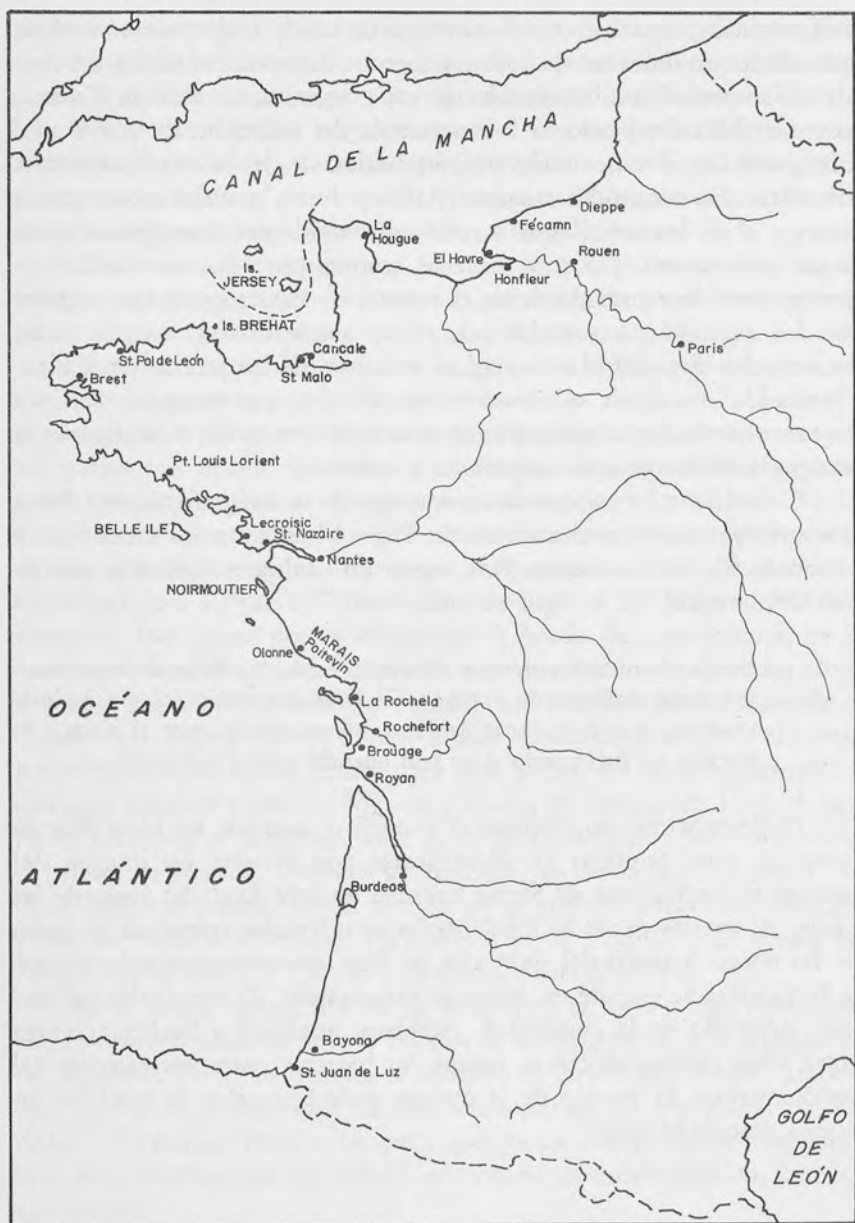 CANAL DE LA MANCHA
Dieppe
Fécamn
La
Hougue
El Havre
Rouen
Honfleur
Is.
JERSEY
Is. BREHAT
Cancale
St. Pol de León
Paris
St Malo
Brest
Pt. Louis Lorient
BELLE ILE
Lecroisic
St. Nazaire
Nantes
NOIRMOUTIER
MARAIS
Poitevin
Olonne
OCÉANO
La Rochela
Rochefort
Brouage
Royan
ATLÁNTICO
Burdeos
Bayona
St. Juan de Luz
GOLFO
DE
LEÓN